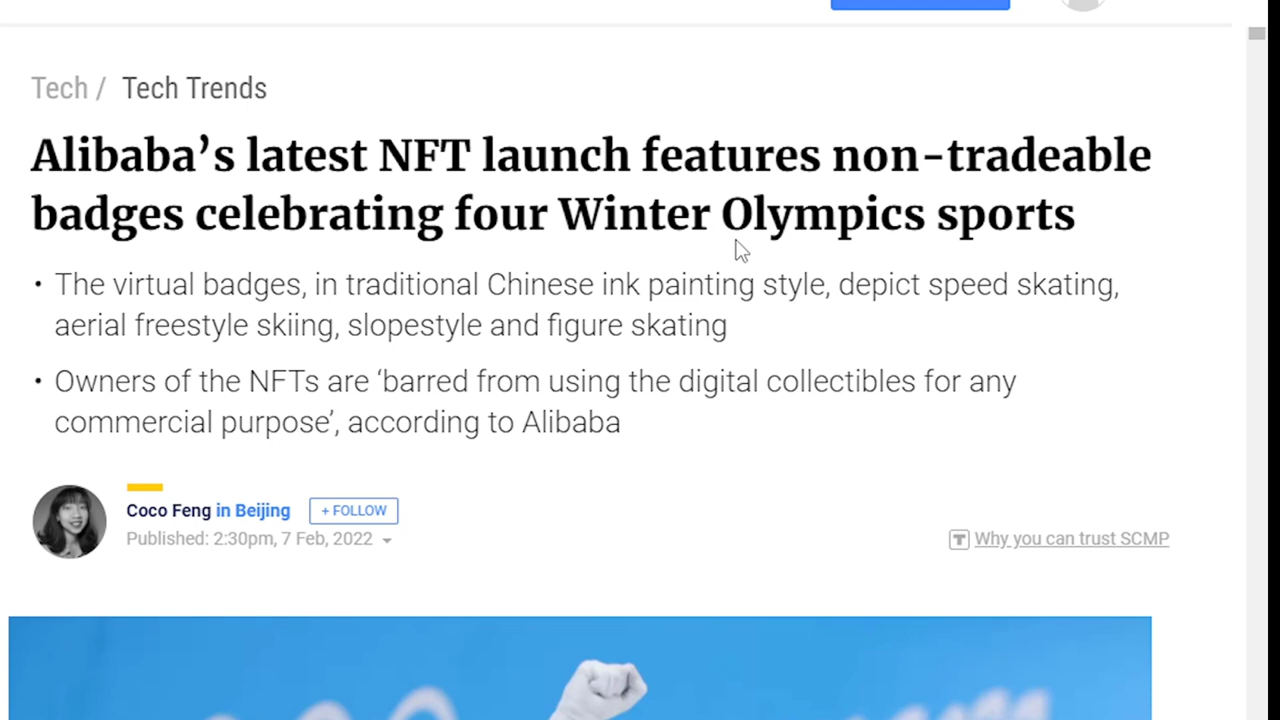 Tech / Tech Trends
Alibaba’s latest NFT launch features non-tradeable
badges celebrating four Winter Olympics sports
• The virtual badges, in traditional Chinese ink painting style, depict speed skating,
aerial freestyle skiing, slopestyle and figure skating
• Owners of the NFTs are ‘barred from using the digital collectibles for any
commercial purpose’, according to Alibaba
Coco Feng in Beijing + FOLLOW
Published: 2:30pm, 7 Feb, 2022
T Why you can trust SCMP